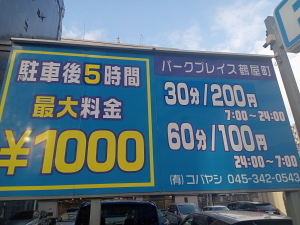 駐車後5時間
最大料金
¥1000
パークプレイス鶴屋町
30分/200円
7:00~24:00
60分/100円
24:00~7:00
(有)コバヤシ 045-342-0543